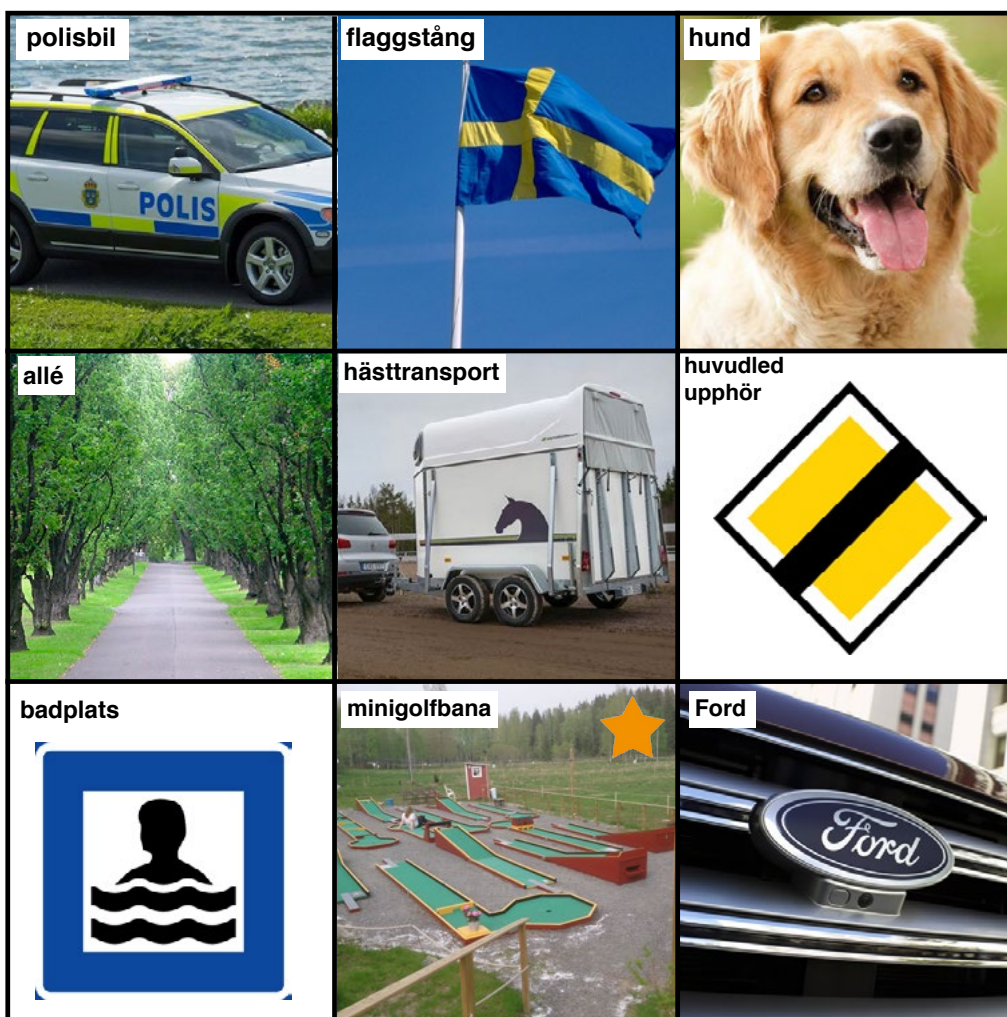 polisbil
flaggstång
hund
POLIS
allé
hästtransport
huvudled
upphör
badplats
minigolfbana
Ford
Ford